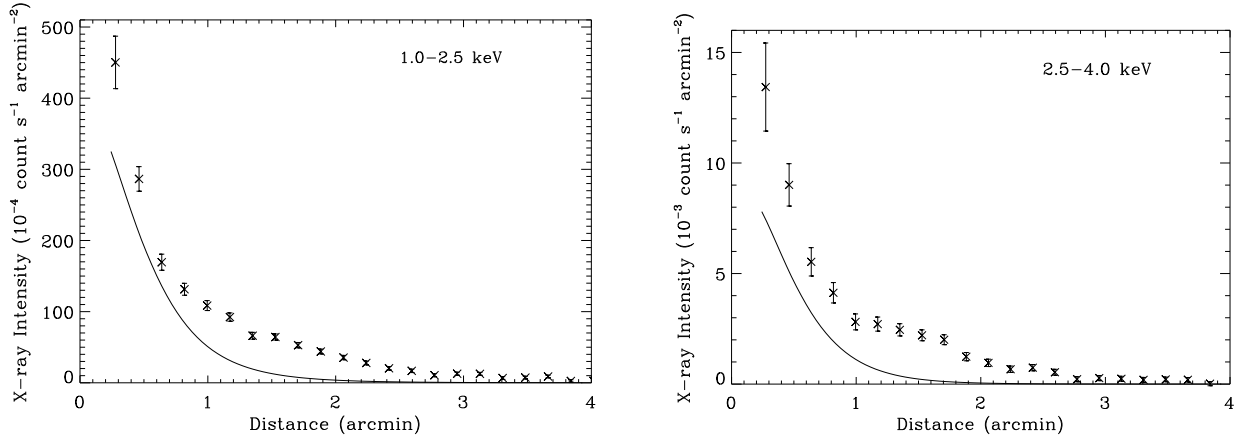 X-ray Intensity (10⁻⁴ count s⁻¹ arcmin⁻²)
500
400
300
200
100
0
1.0−2.5 keV
0 1 2 3 4
Distance (arcmin)
X-ray Intensity (10⁻³ count s⁻¹ arcmin⁻²)
15
10
5
0
2.5−4.0 keV
0 1 2 3 4
Distance (arcmin)